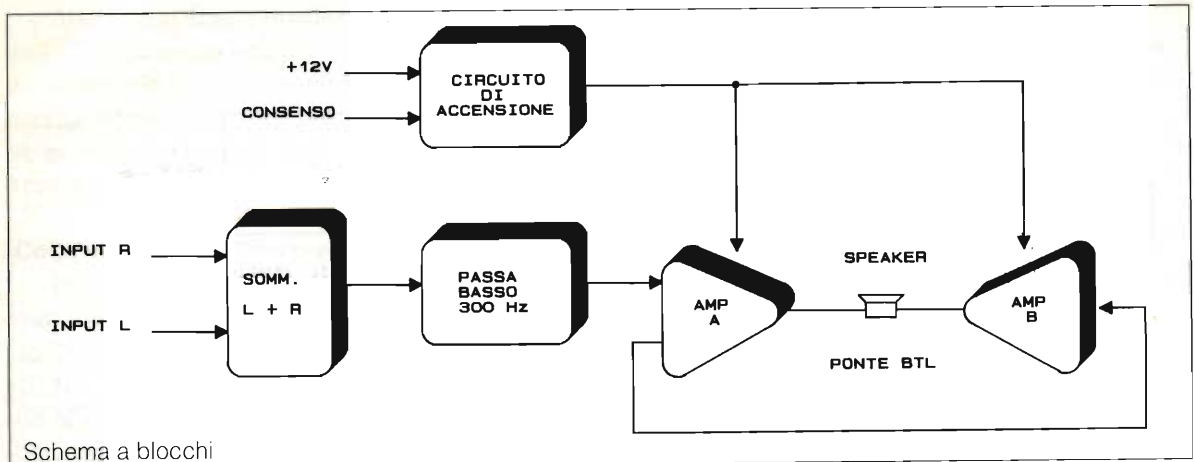 +12V
CONSENSO
CIRCUITO
DI
ACCENSIONE
INPUT R
INPUT L
SOMM.
L + R
PASSA
BASSO
300 Hz
AMP
A
SPEAKER
PONTE BTL
AMP
B
Schema a blocchi